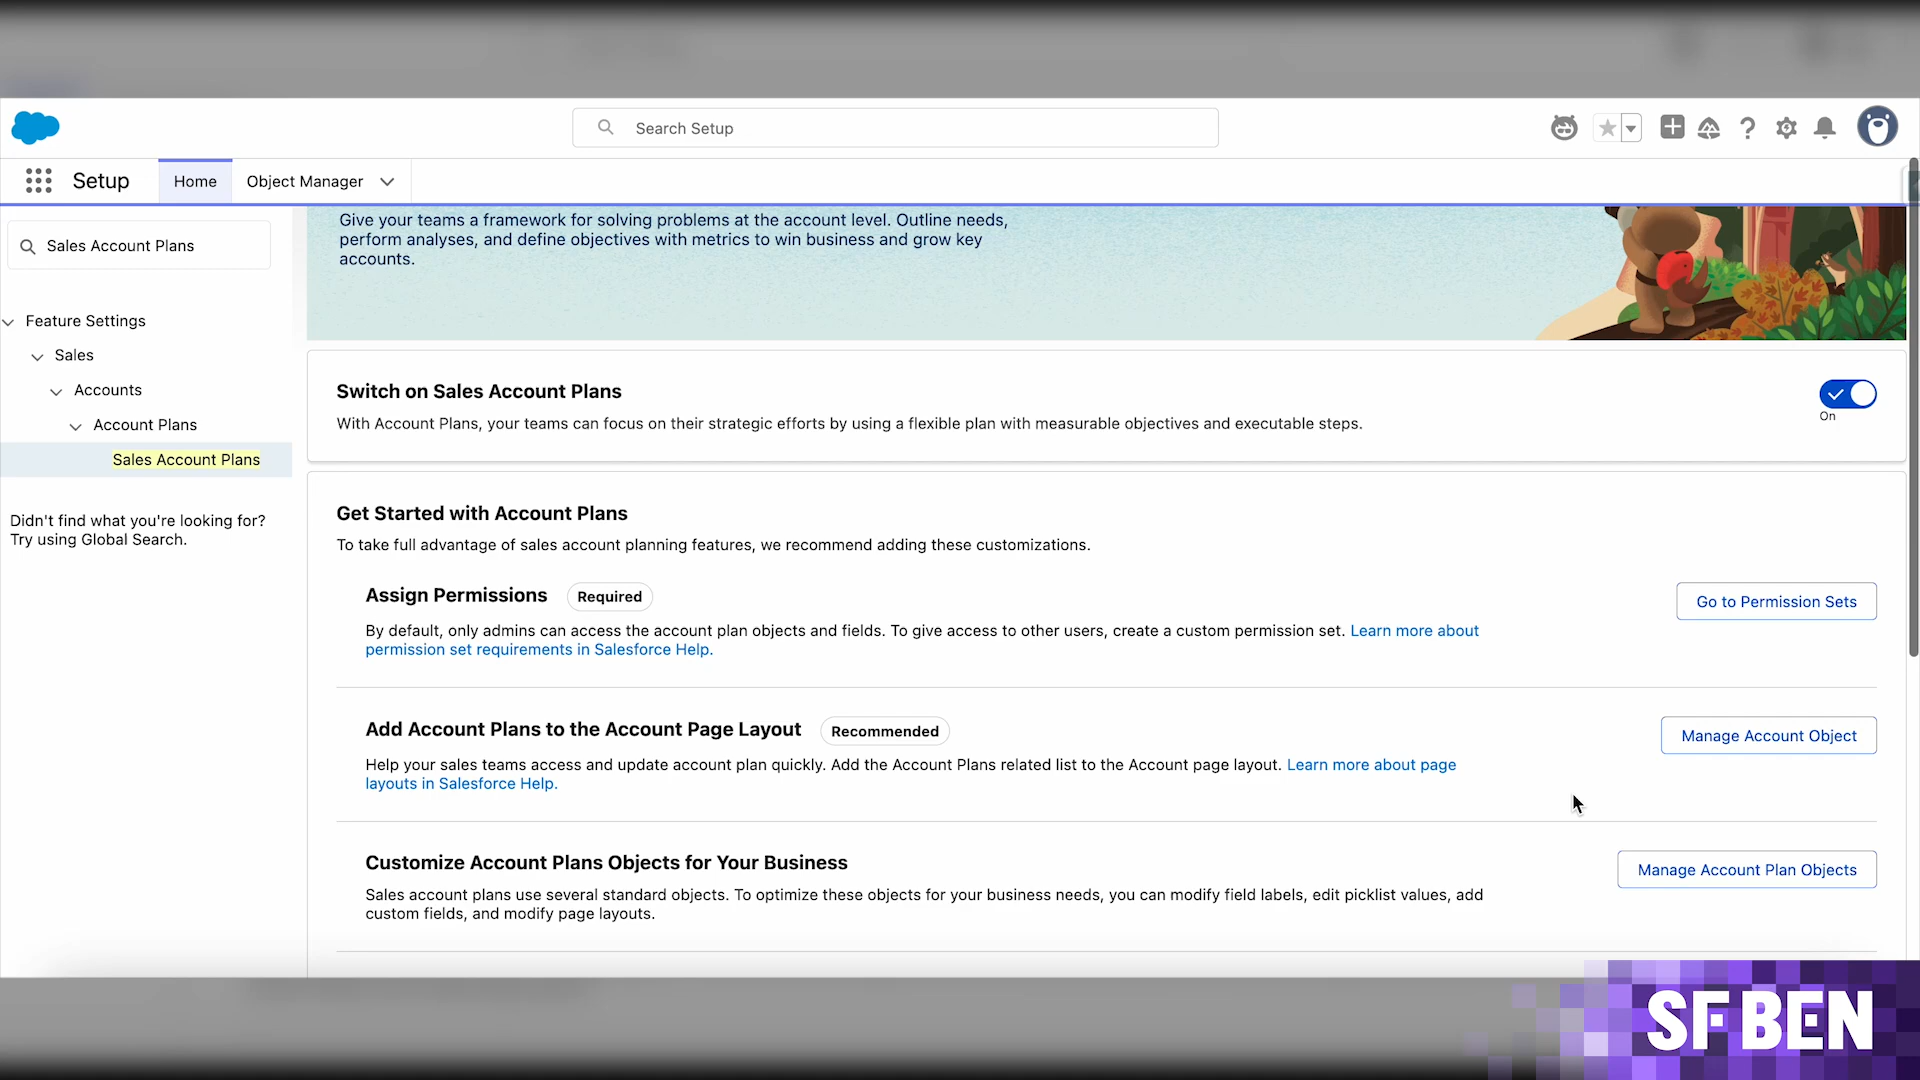 Search Setup
Setup
Home
Object Manager
Sales Account Plans
Feature Settings
Sales
Accounts
Account Plans
Sales Account Plans
Didn't find what you're looking for?
Try using Global Search.
Give your teams a framework for solving problems at the account level. Outline needs,
perform analyses, and define objectives with metrics to win business and grow key
accounts.
Switch on Sales Account Plans
With Account Plans, your teams can focus on their strategic efforts by using a flexible plan with measurable objectives and executable steps.
On
Get Started with Account Plans
To take full advantage of sales account planning features, we recommend adding these customizations.
Assign Permissions
Required
By default, only admins can access the account plan objects and fields. To give access to other users, create a custom permission set. Learn more about
permission set requirements in Salesforce Help.
Go to Permission Sets
Add Account Plans to the Account Page Layout
Recommended
Help your sales teams access and update account plan quickly. Add the Account Plans related list to the Account page layout. Learn more about page
layouts in Salesforce Help.
Manage Account Object
Customize Account Plans Objects for Your Business
Sales account plans use several standard objects. To optimize these objects for your business needs, you can modify field labels, edit picklist values, add
custom fields, and modify page layouts.
Manage Account Plan Objects
SF BEN